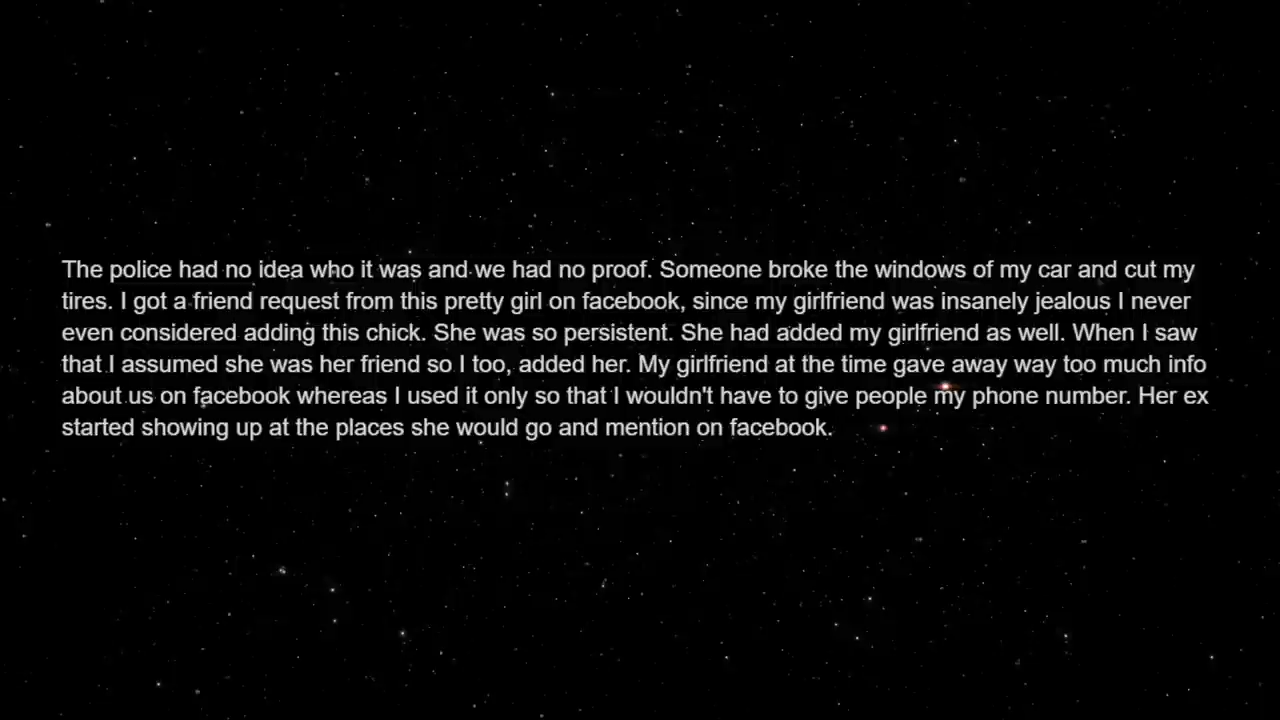 The police had no idea who it was and we had no proof. Someone broke the windows of my car and cut my
tires. I got a friend request from this pretty girl on facebook, since my girlfriend was insanely jealous I never
even considered adding this chick. She was so persistent. She had added my girlfriend as well. When I saw
that I assumed she was her friend so I too, added her. My girlfriend at the time gave away way too much info
about us on facebook whereas I used it only so that I wouldn't have to give people my phone number. Her ex
started showing up at the places she would go and mention on facebook.